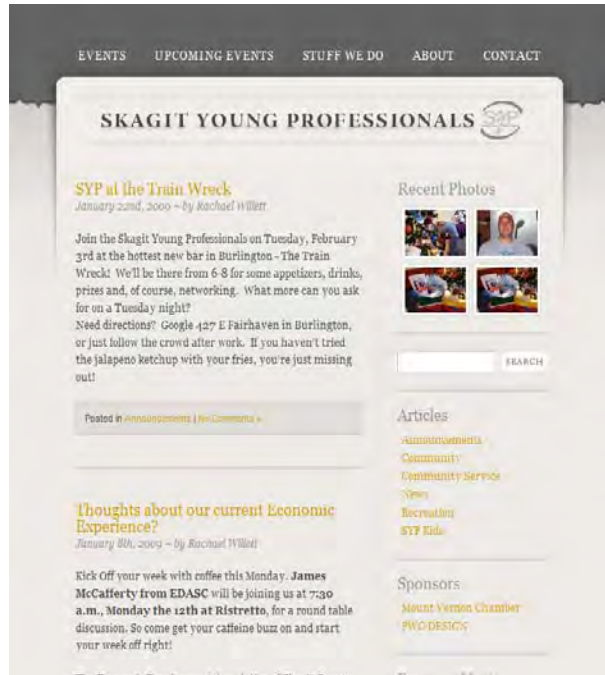 EVENTS UPCOMING EVENTS STUFF WE DO ABOUT CONTACT
SKAGIT YOUNG PROFESSIONALS SYP
SYP at the Train Wreck
January 22nd, 2009 ~ by Rachael Willett
Join the Skagit Young Professionals on Tuesday, February
3rd at the hottest new bar in Burlington - The Train
Wreck! We'll be there from 6-8 for some appetizers, drinks,
prizes and, of course, networking. What more can you ask
for on a Tuesday night?
Need directions? Google 427 E Fairhaven in Burlington,
or just follow the crowd after work. If you haven't tried
the jalapeno ketchup with your fries, you're just missing
out!
Posted in Announcements | No Comments »
Thoughts about our current Economic
Experience?
January 8th, 2009 ~ by Rachael Willett
Kick Off your week with coffee this Monday. James
McCafferty from EDASC will be joining us at 7:30
a.m., Monday the 12th at Ristretto, for a round table
discussion. So come get your caffeine buzz on and start
your week off right!
Recent Photos
SEARCH
Articles
Announcements
Community
Community Service
News
Recreation
SYP Kids
Sponsors
Mount Vernon Chamber
PWO DESIGN